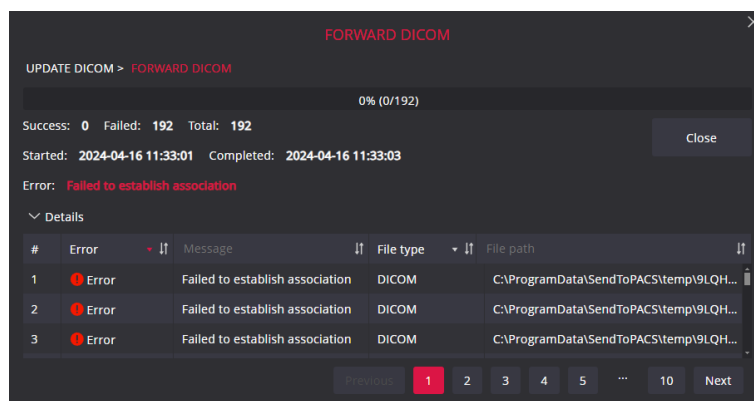 FORWARD DICOM
UPDATE DICOM > FORWARD DICOM
0% (0/192)
Success: 0 Failed: 192 Total: 192
Close
Started: 2024-04-16 11:33:01 Completed: 2024-04-16 11:33:03
Error: Failed to establish association
Details
# Error Message File type File path
1 Error Failed to establish association DICOM C:\ProgramData\SendToPACS\temp\9LQH...
2 Error Failed to establish association DICOM C:\ProgramData\SendToPACS\temp\9LQH...
3 Error Failed to establish association DICOM C:\ProgramData\SendToPACS\temp\9LQH...
Previous 1 2 3 4 5 ... 10 Next